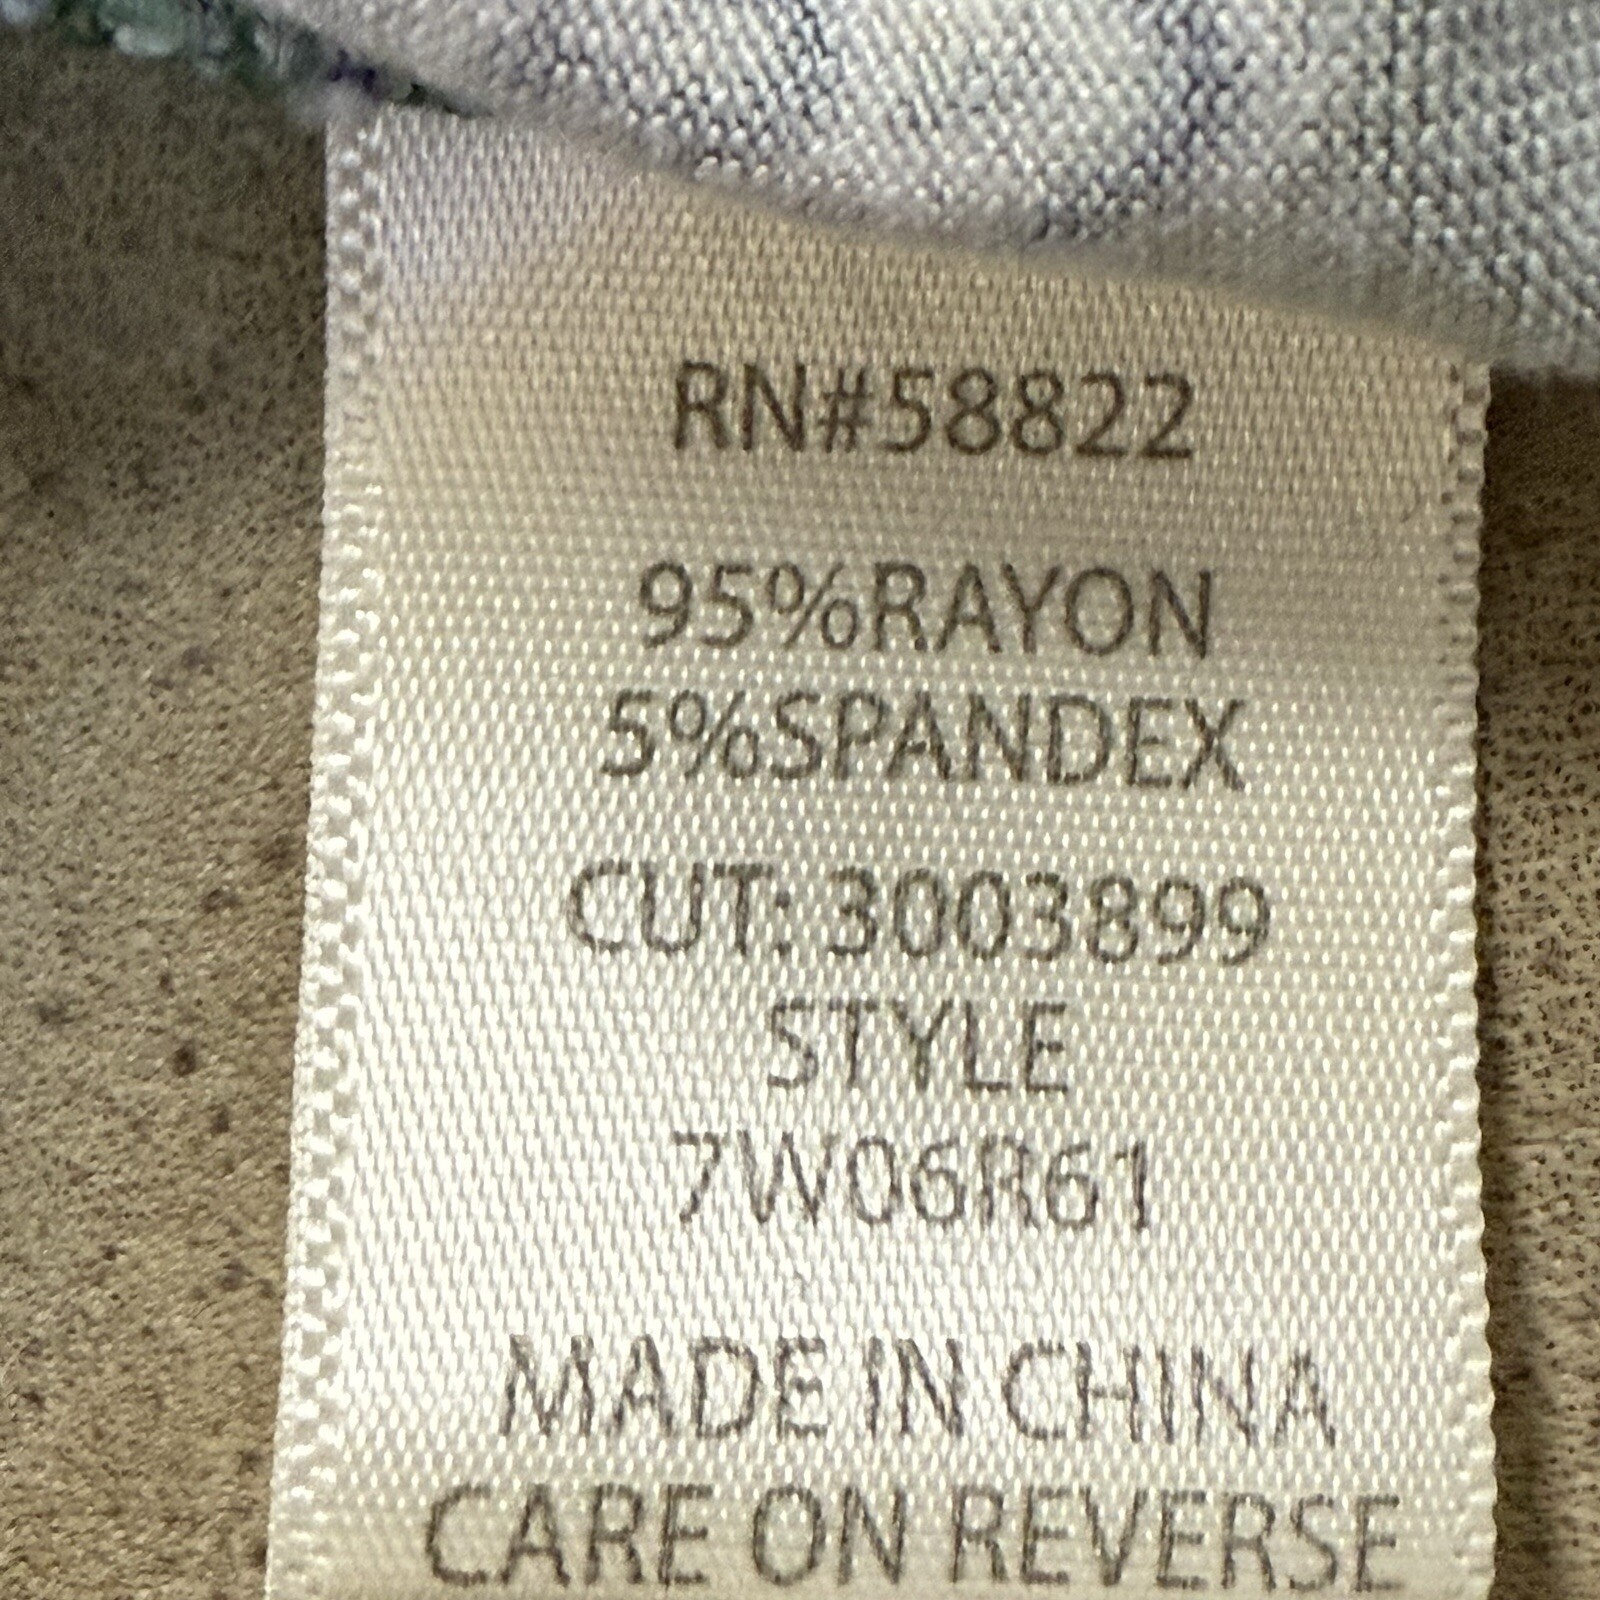 RN#58822
95%RAYON
5%SPANDEX
CUT: 3003899
STYLE
7W06R61
MADE IN CHINA
CARE ON REVERSE